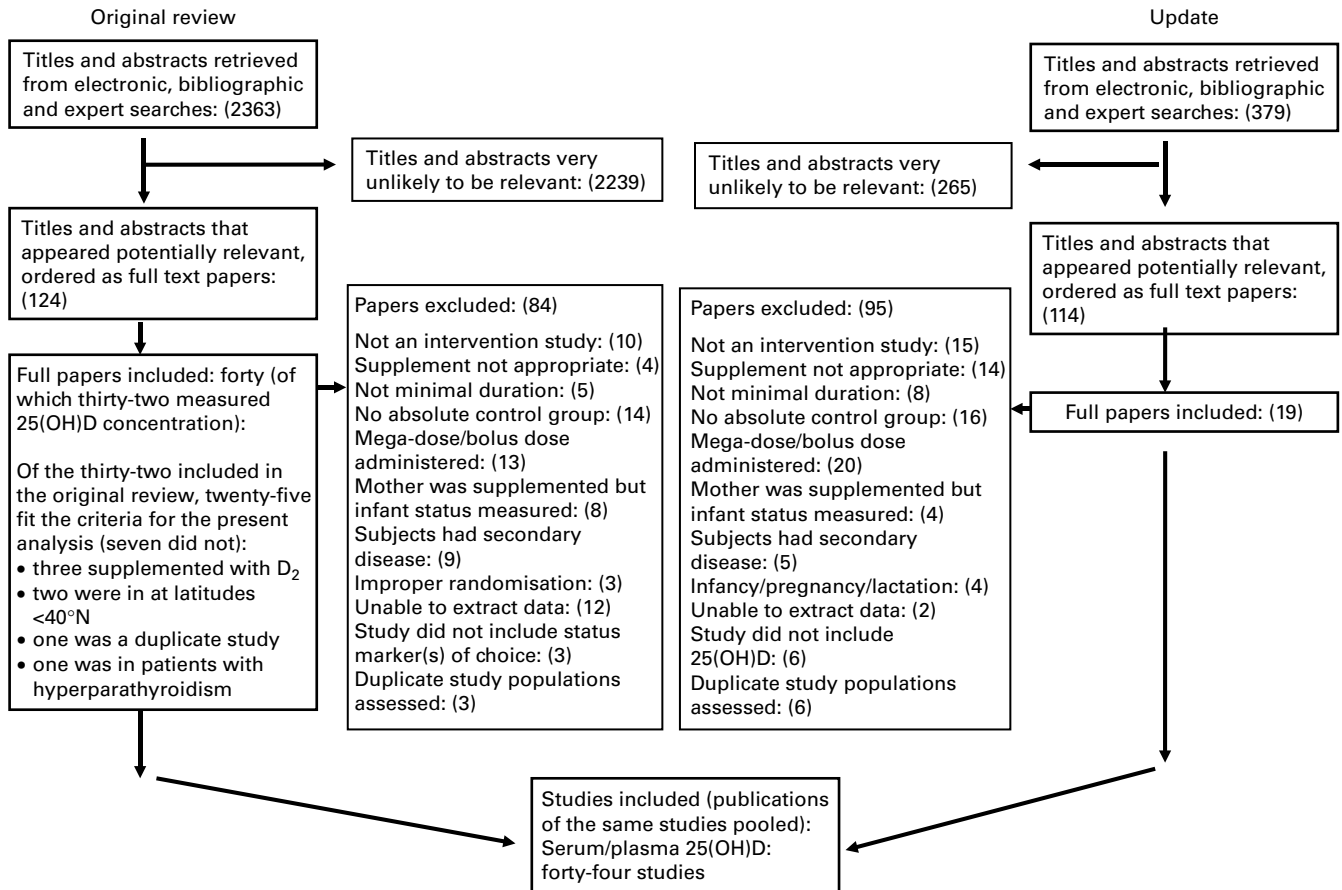 Original review
Titles and abstracts retrieved
from electronic, bibliographic
and expert searches: (2363)
Titles and abstracts very
unlikely to be relevant: (2239)
Titles and abstracts that
appeared potentially relevant,
ordered as full text papers:
(124)
Full papers included: forty (of
which thirty-two measured
25(OH)D concentration):
Of the thirty-two included in
the original review, twenty-five
fit the criteria for the present
analysis (seven did not):
• three supplemented with D₂
• two were in at latitudes
<40°N
• one was a duplicate study
• one was in patients with
hyperparathyroidism
Papers excluded: (84)
Not an intervention study: (10)
Supplement not appropriate: (4)
Not minimal duration: (5)
No absolute control group: (14)
Mega-dose/bolus dose
administered: (13)
Mother was supplemented but
infant status measured: (8)
Subjects had secondary
disease: (9)
Improper randomisation: (3)
Unable to extract data: (12)
Study did not include status
marker(s) of choice: (3)
Duplicate study populations
assessed: (3)
Update
Titles and abstracts retrieved
from electronic, bibliographic
and expert searches: (379)
Titles and abstracts very
unlikely to be relevant: (265)
Titles and abstracts that
appeared potentially relevant,
ordered as full text papers:
(114)
Papers excluded: (95)
Not an intervention study: (15)
Supplement not appropriate: (14)
Not minimal duration: (8)
No absolute control group: (16)
Mega-dose/bolus dose
administered: (20)
Mother was supplemented but
infant status measured: (4)
Subjects had secondary
disease: (5)
Infancy/pregnancy/lactation: (4)
Unable to extract data: (2)
Study did not include
25(OH)D: (6)
Duplicate study populations
assessed: (6)
Full papers included: (19)
Studies included (publications
of the same studies pooled):
Serum/plasma 25(OH)D:
forty-four studies